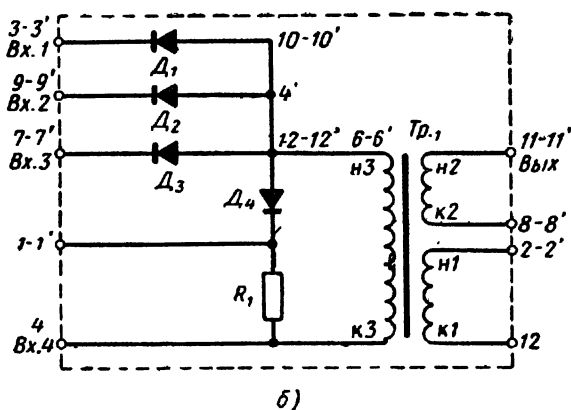 3-3'
Вх.1
Д₁
10-10'
9-9'
Вх.2
Д₂
4'
7-7'
Вх.3
Д₃
12-12'
6-6'
Тр.₁
н3
н2
11-11'
Вых
Д₄
к2
8-8'
1-1'
2-2'
н1
R₁
4
Вх.4
к3
к1
12
б)